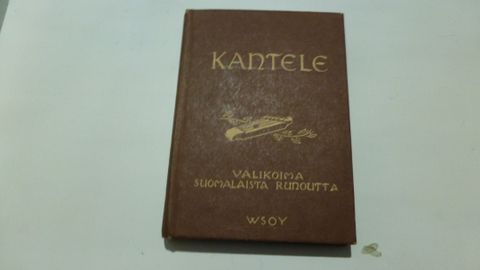 KANTELE
VALIKOIMA
SUOMALAISTA RUNOUTTA
WSOY